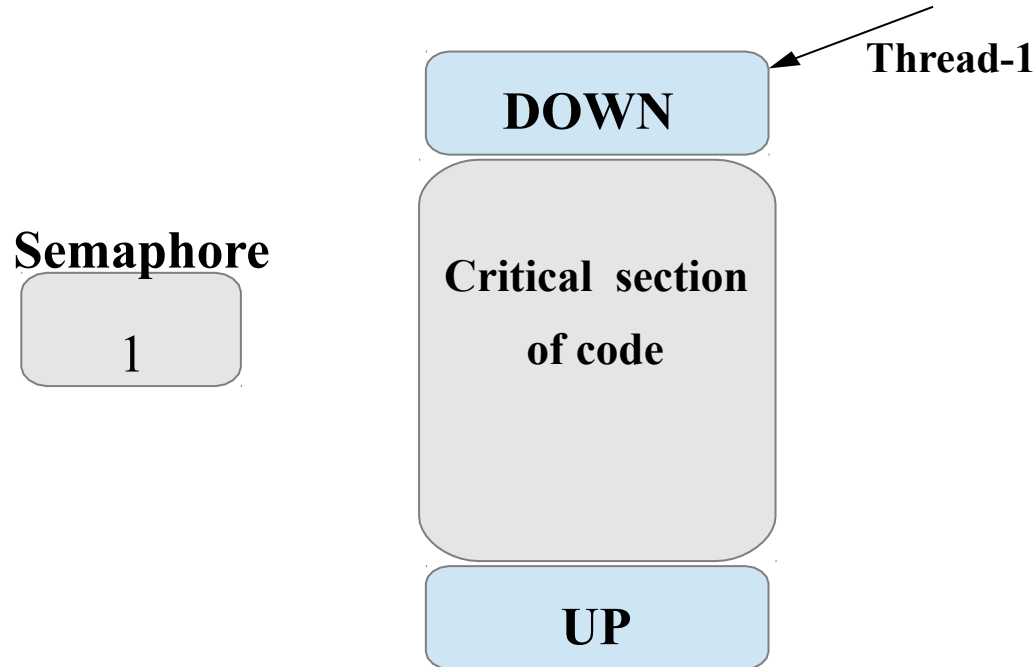 Thread-1
DOWN
Semaphore
1
Critical section
of code
UP